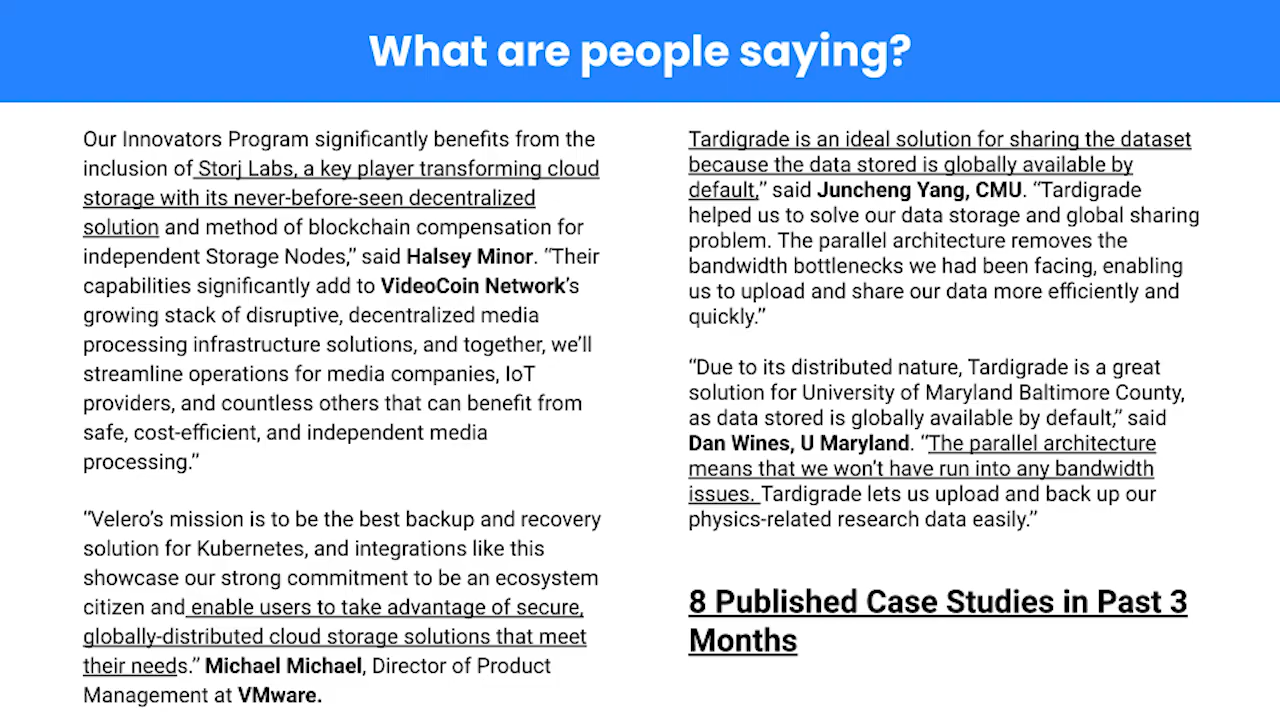 What are people saying?
Our Innovators Program significantly benefits from the
inclusion of Storj Labs, a key player transforming cloud
storage with its never-before-seen decentralized
solution and method of blockchain compensation for
independent Storage Nodes,” said Halsey Minor. “Their
capabilities significantly add to VideoCoin Network’s
growing stack of disruptive, decentralized media
processing infrastructure solutions, and together, we’ll
streamline operations for media companies, IoT
providers, and countless others that can benefit from
safe, cost-efficient, and independent media
processing.”
“Velero’s mission is to be the best backup and recovery
solution for Kubernetes, and integrations like this
showcase our strong commitment to be an ecosystem
citizen and enable users to take advantage of secure,
globally-distributed cloud storage solutions that meet
their needs.” Michael Michael, Director of Product
Management at VMware.
Tardigrade is an ideal solution for sharing the dataset
because the data stored is globally available by
default,” said Juncheng Yang, CMU. “Tardigrade
helped us to solve our data storage and global sharing
problem. The parallel architecture removes the
bandwidth bottlenecks we had been facing, enabling
us to upload and share our data more efficiently and
quickly.”
“Due to its distributed nature, Tardigrade is a great
solution for University of Maryland Baltimore County,
as data stored is globally available by default,” said
Dan Wines, U Maryland. “The parallel architecture
means that we won’t have run into any bandwidth
issues. Tardigrade lets us upload and back up our
physics-related research data easily.”
8 Published Case Studies in Past 3
Months